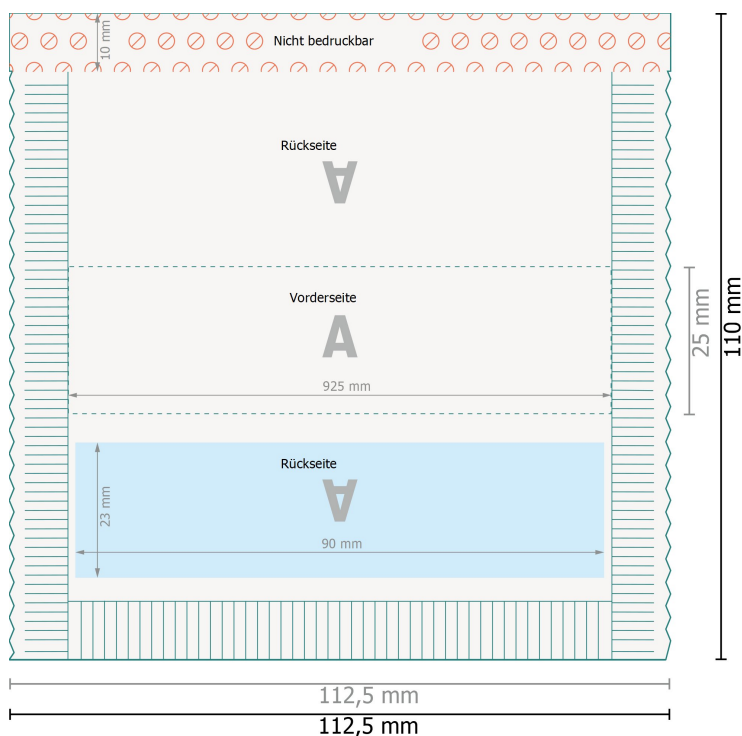 Nicht bedruckbar
10 mm
Rückseite
A
Vorderseite
A
925 mm
25 mm
110 mm
Rückseite
A
23 mm
90 mm
112,5 mm
112,5 mm